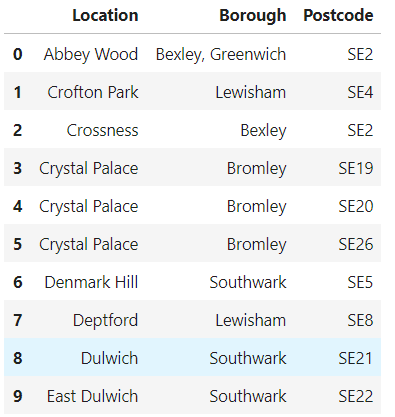 Location Borough Postcode
0 Abbey Wood Bexley, Greenwich SE2
1 Crofton Park Lewisham SE4
2 Crossness Bexley SE2
3 Crystal Palace Bromley SE19
4 Crystal Palace Bromley SE20
5 Crystal Palace Bromley SE26
6 Denmark Hill Southwark SE5
7 Deptford Lewisham SE8
8 Dulwich Southwark SE21
9 East Dulwich Southwark SE22